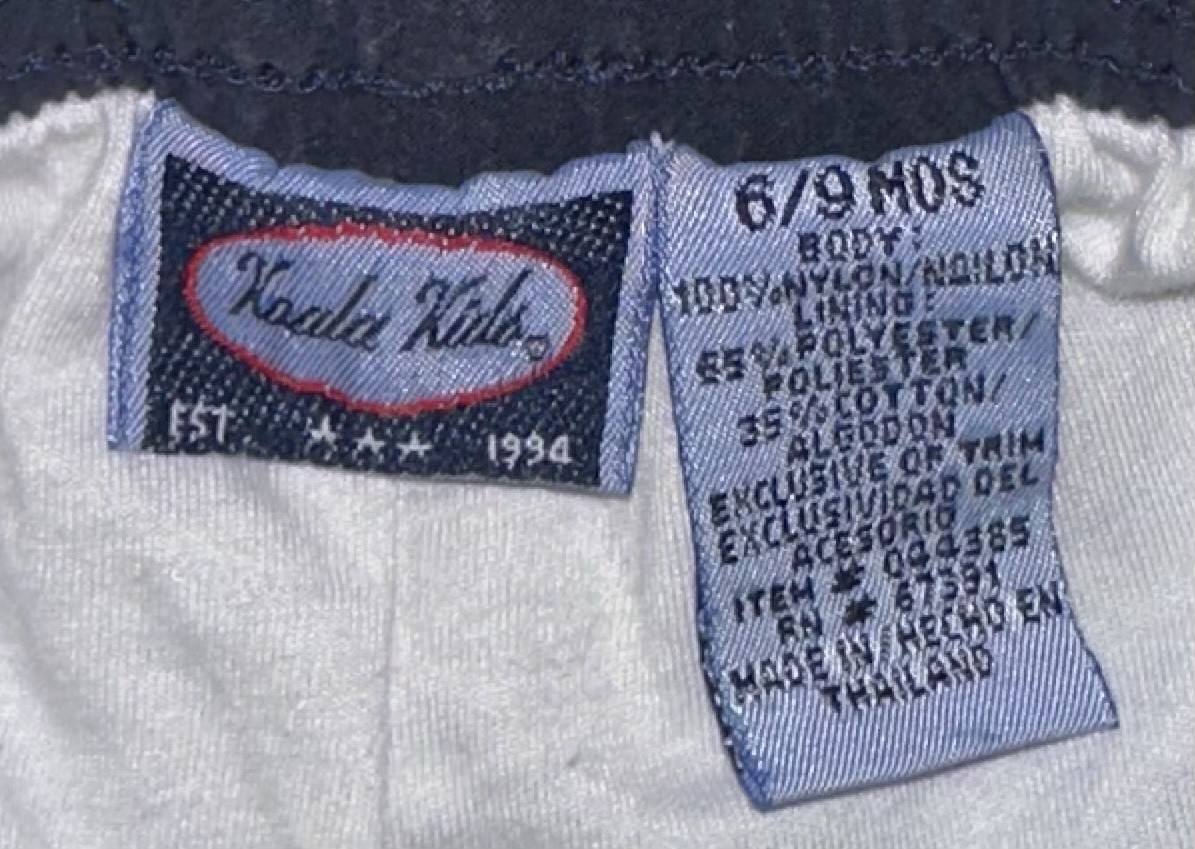 Koala Kids®
EST. ★ ★ ★ 1994
6/9 MOS
BODY:
100% NYLON/NAILON
LINING:
65% POLYESTER/
POLIESTER
35% COTTON/
ALGODON
EXCLUSIVE OF TRIM
EXCLUSIVIDAD DEL
ACESORIO
ITEM # 044385
RN # 67591
MADE IN/HECHO EN
THAILAND